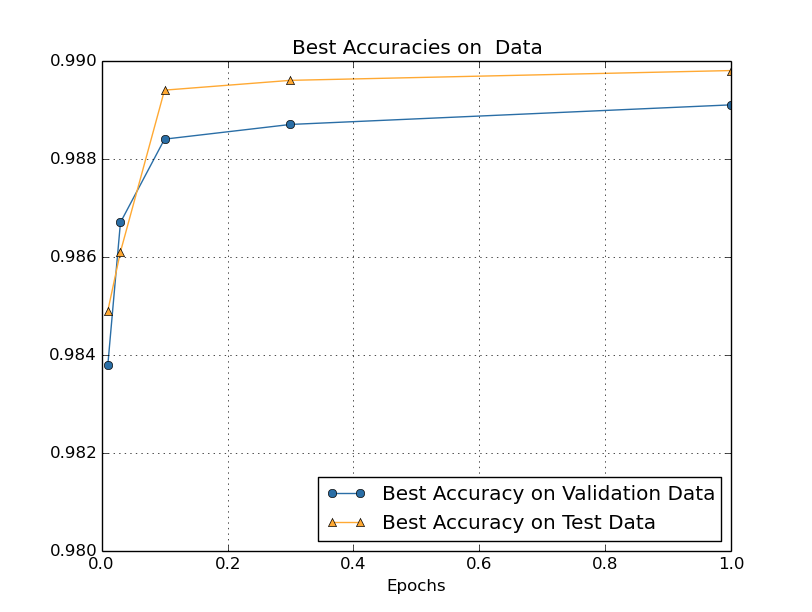 Best Accuracies on  Data
0.990
0.988
0.986
0.984
0.982
0.980
Best Accuracy on Validation Data
Best Accuracy on Test Data
0.0 0.2 0.4 0.6 0.8 1.0
Epochs